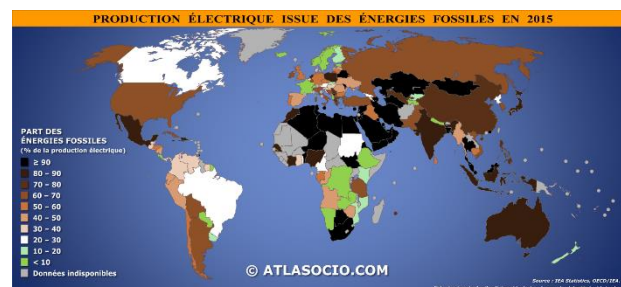 PRODUCTION ÉLECTRIQUE ISSUE DES ÉNERGIES FOSSILES EN 2015
PART DES
ÉNERGIES FOSSILES
(% de la production électrique)
≥ 90
80 – 90
70 – 80
60 – 70
50 – 60
40 – 50
30 – 40
20 – 30
10 – 20
< 10
Données indisponibles
© ATLASOCIO.COM
Source : IEA Statistics, OECD/IEA.